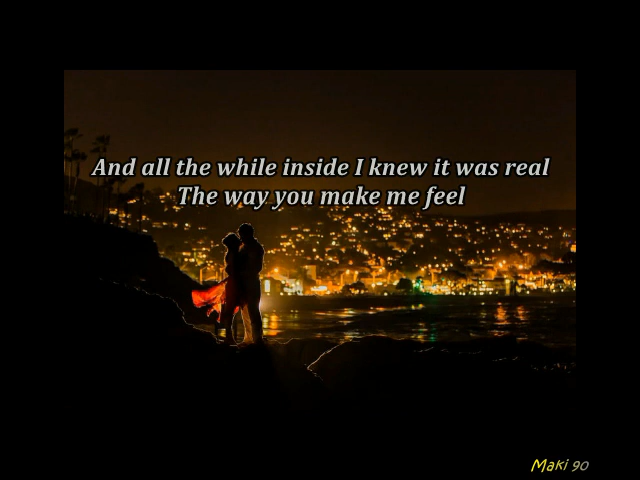 And all the while inside I knew it was real
The way you make me feel
Maki 90